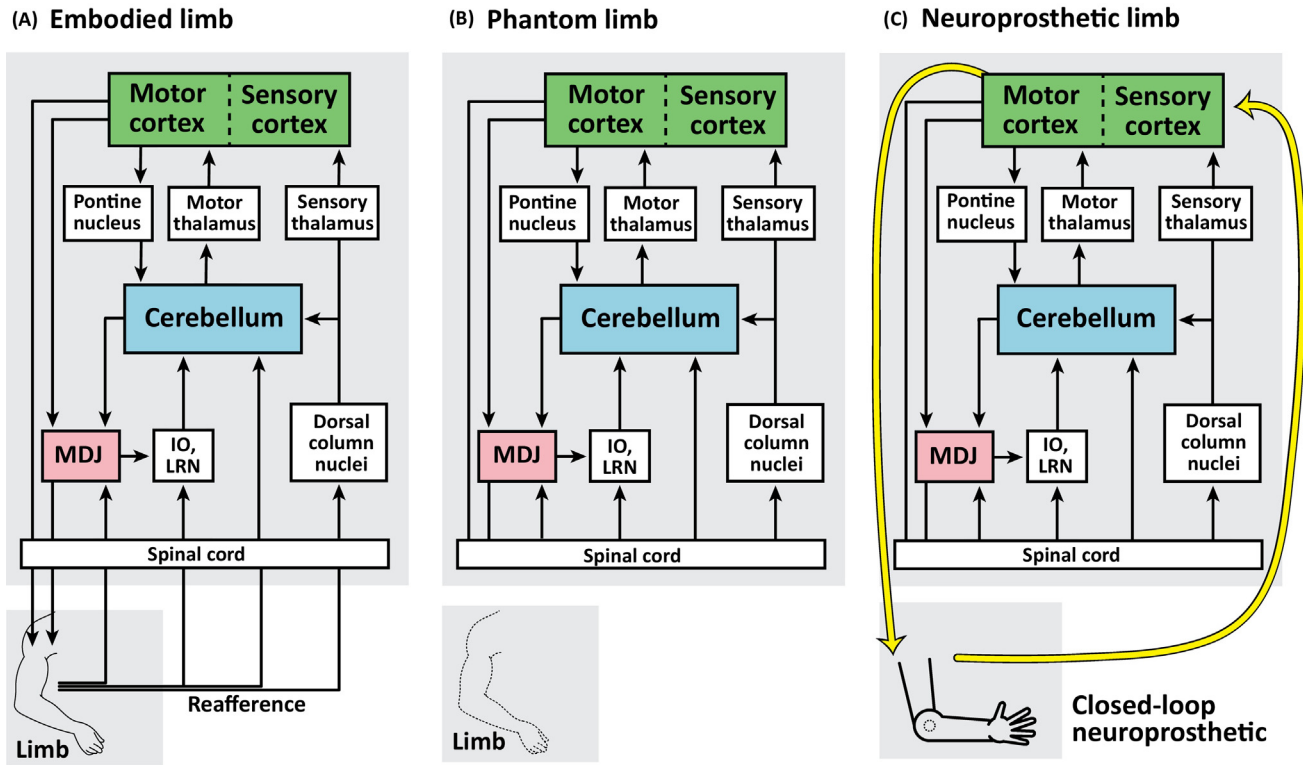 (A) Embodied limb
Motor
cortex
Sensory
cortex
Pontine
nucleus
Motor
thalamus
Sensory
thalamus
Cerebellum
MDJ
IO,
LRN
Dorsal
column
nuclei
Spinal cord
Reafference
Limb
(B) Phantom limb
Motor
cortex
Sensory
cortex
Pontine
nucleus
Motor
thalamus
Sensory
thalamus
Cerebellum
MDJ
IO,
LRN
Dorsal
column
nuclei
Spinal cord
Limb
(C) Neuroprosthetic limb
Motor
cortex
Sensory
cortex
Pontine
nucleus
Motor
thalamus
Sensory
thalamus
Cerebellum
MDJ
IO,
LRN
Dorsal
column
nuclei
Spinal cord
Closed-loop
neuroprosthetic